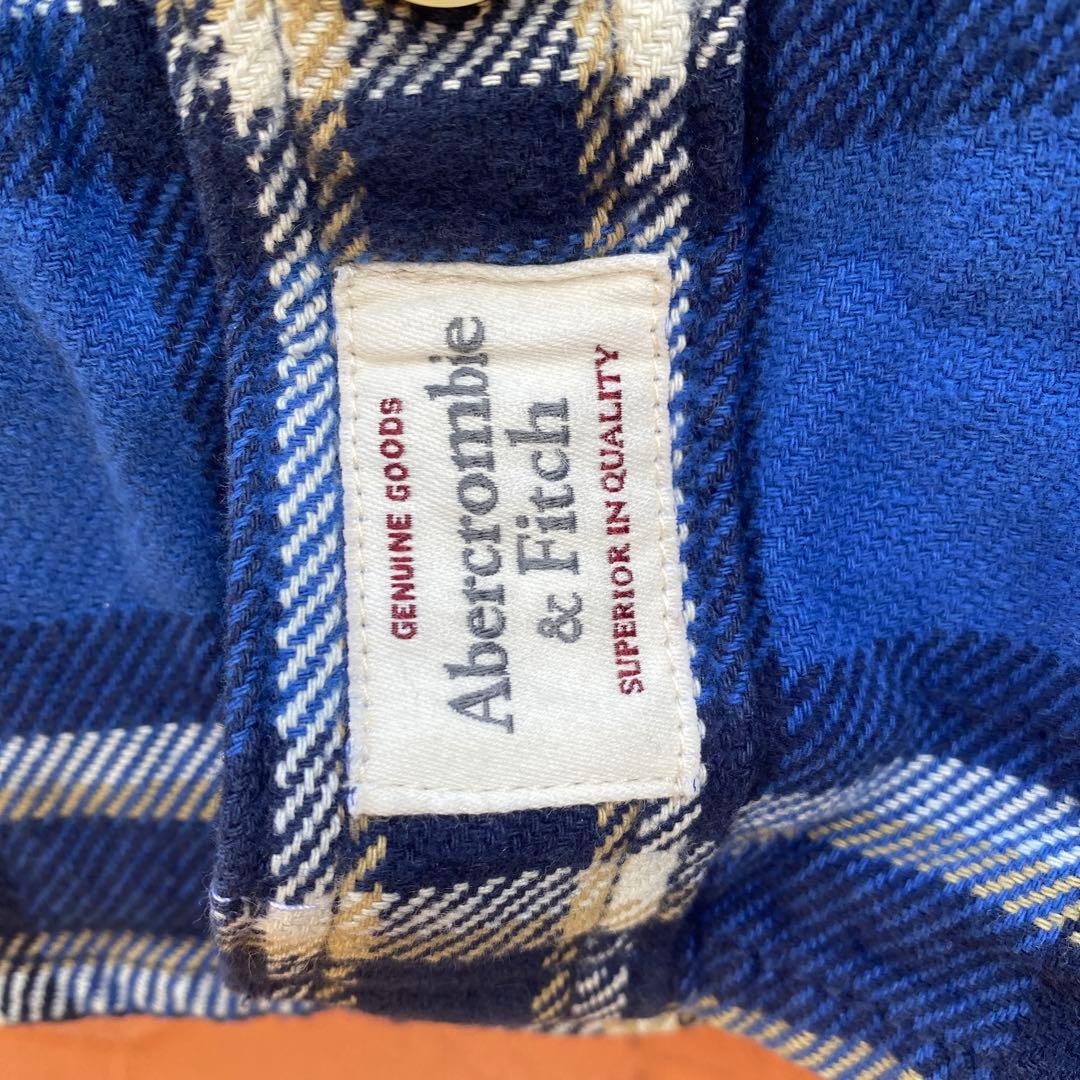 GENUINE GOODS
Abercrombie
& Fitch
SUPERIOR IN QUALITY